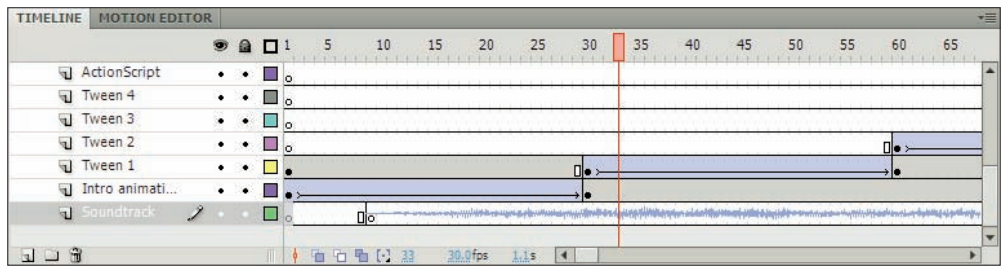 TIMELINE MOTION EDITOR
1 5 10 15 20 25 30 35 40 45 50 55 60 65
ActionScript
Tween 4
Tween 3
Tween 2
Tween 1
Intro animati...
Soundtrack
33 30.0fps 1.1s